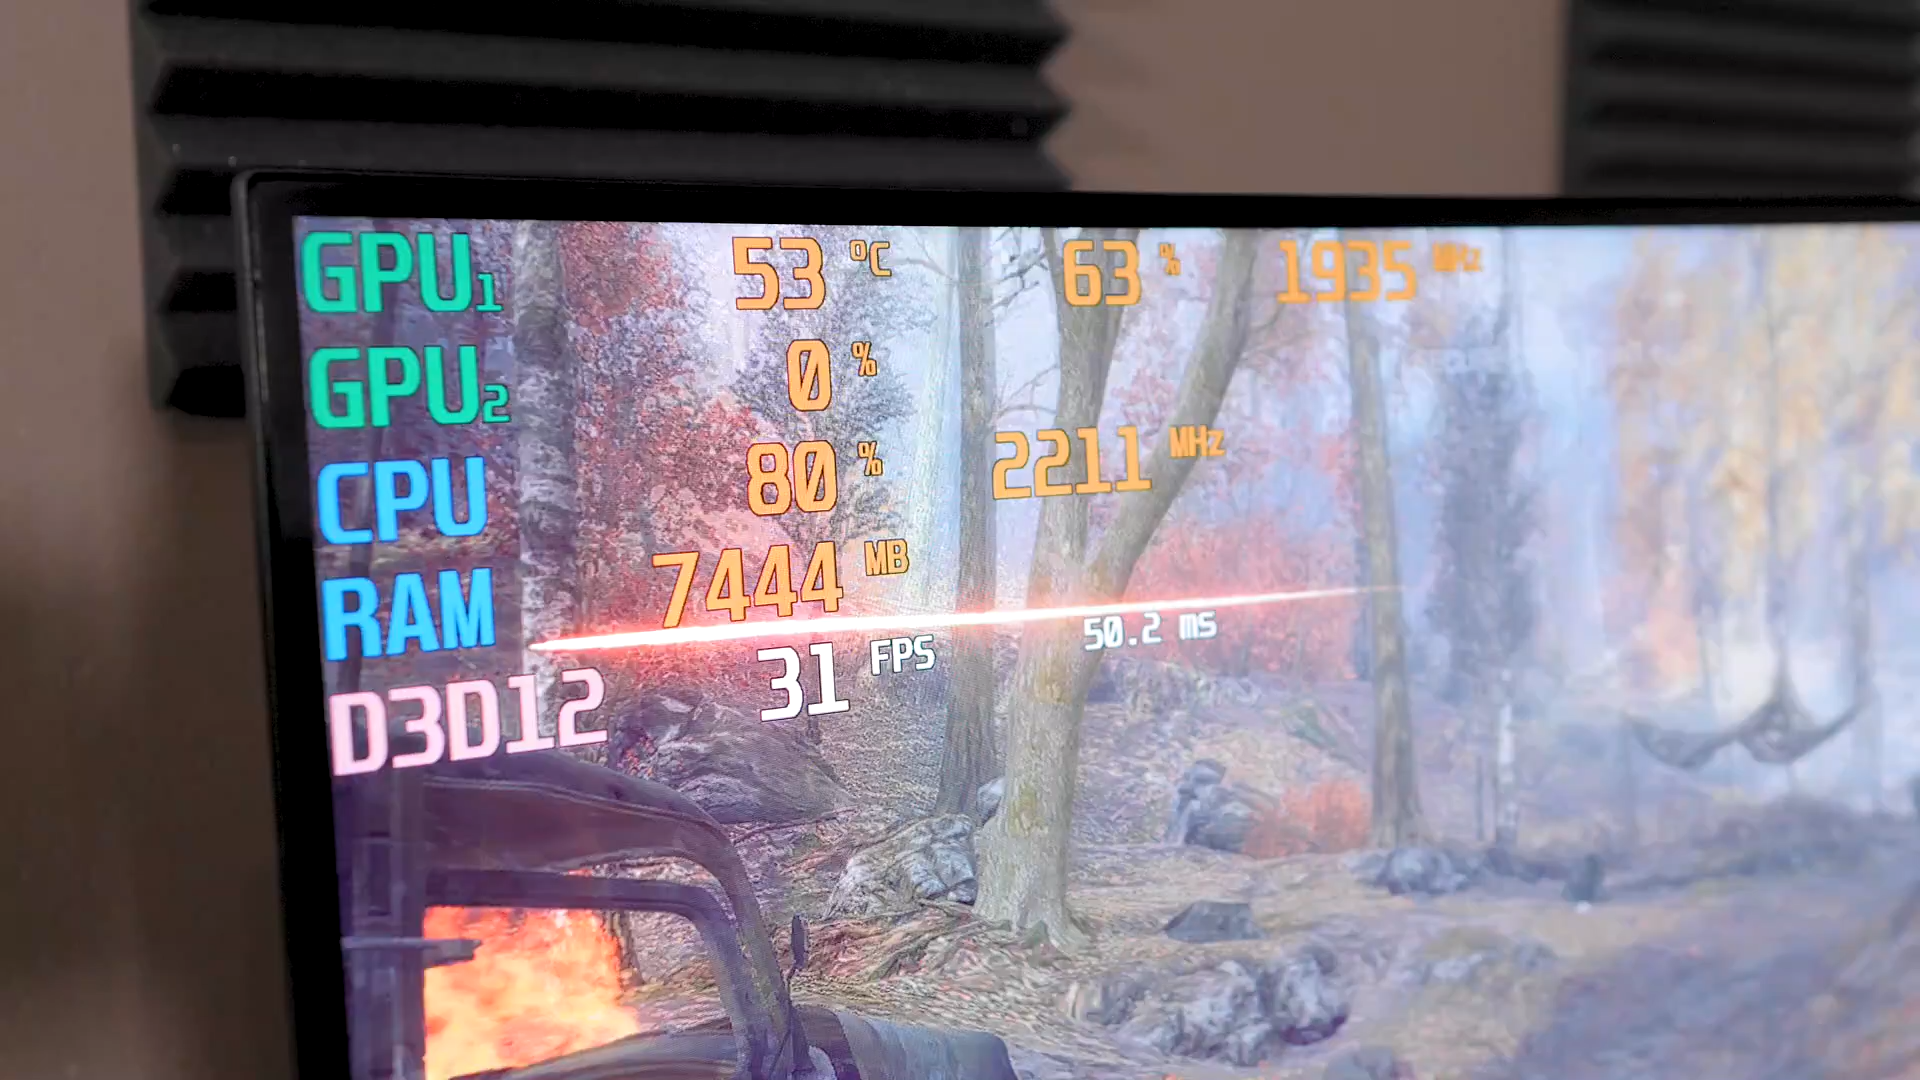 GPU1 53 °C 63 % 1935 MHz
GPU2 0 %
CPU 80 % 2211 MHz
RAM 7444 MB
D3D12 31 FPS 50.2 ms